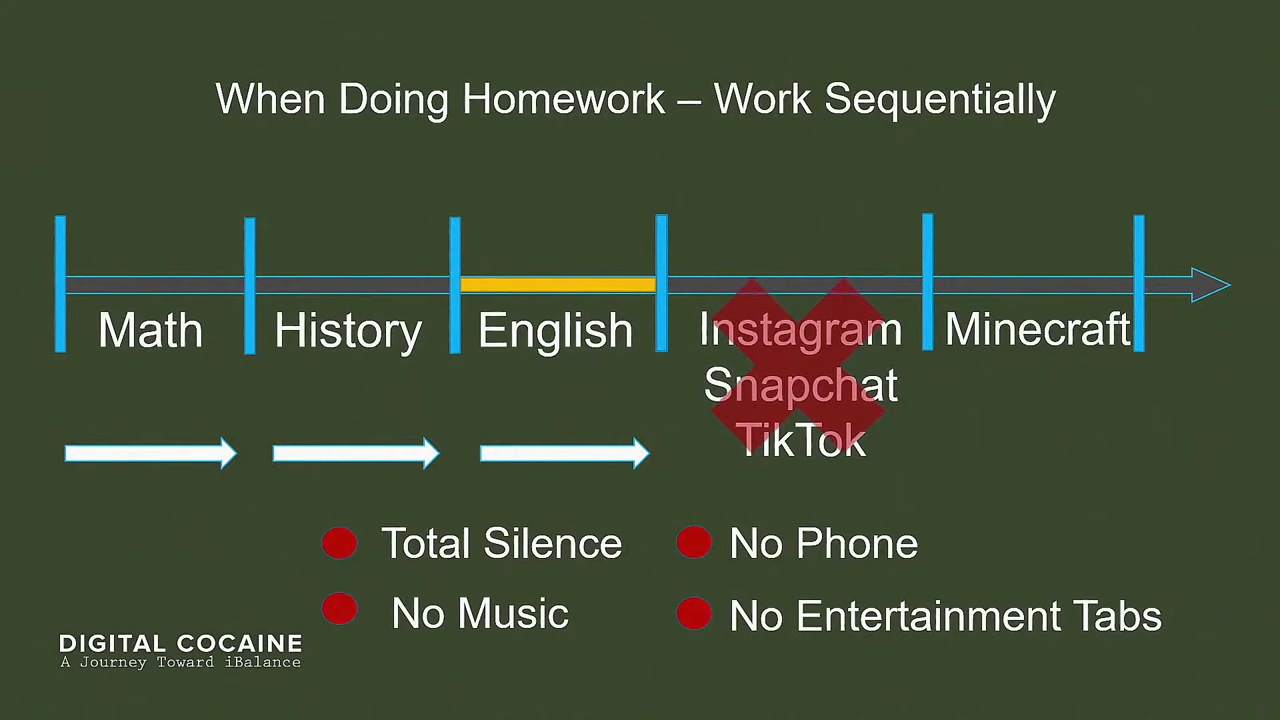 When Doing Homework – Work Sequentially
Math
History
English
Instagram
Snapchat
TikTok
Minecraft
Total Silence
No Phone
No Music
No Entertainment Tabs
DIGITAL COCAINE
A Journey Toward iBalance